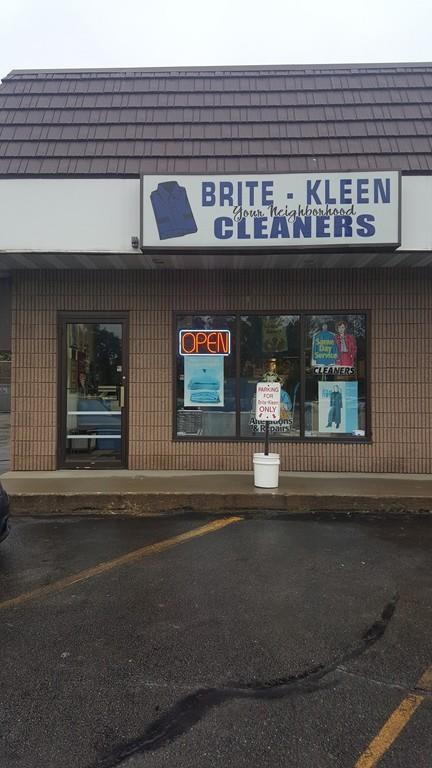 BRITE - KLEEN
Your Neighborhood
CLEANERS
OPEN
Same
Day
Service
CLEANERS
PARKING
FOR
Brite-Kleen
ONLY
Alterations
& Repairs